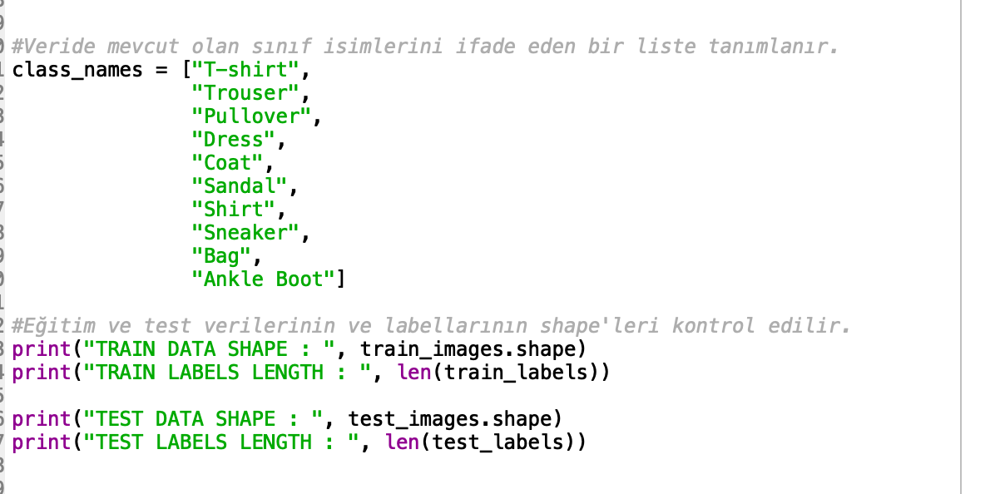 #Veride mevcut olan sınıf isimlerini ifade eden bir liste tanımlanır.
class_names = ["T-shirt",
"Trouser",
"Pullover",
"Dress",
"Coat",
"Sandal",
"Shirt",
"Sneaker",
"Bag",
"Ankle Boot"]
#Eğitim ve test verilerinin ve labellarının shape'leri kontrol edilir.
print("TRAIN DATA SHAPE : ", train_images.shape)
print("TRAIN LABELS LENGTH : ", len(train_labels))
print("TEST DATA SHAPE : ", test_images.shape)
print("TEST LABELS LENGTH : ", len(test_labels))